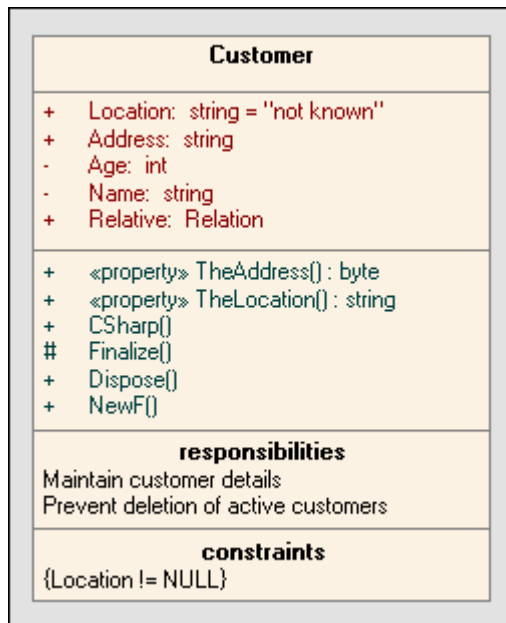 Customer
+ Location: string = "not known"
+ Address: string
- Age: int
- Name: string
+ Relative: Relation
+ «property» TheAddress() : byte
+ «property» TheLocation() : string
+ CSharp()
# Finalize()
+ Dispose()
+ NewF()
responsibilities
Maintain customer details
Prevent deletion of active customers
constraints
{Location != NULL}